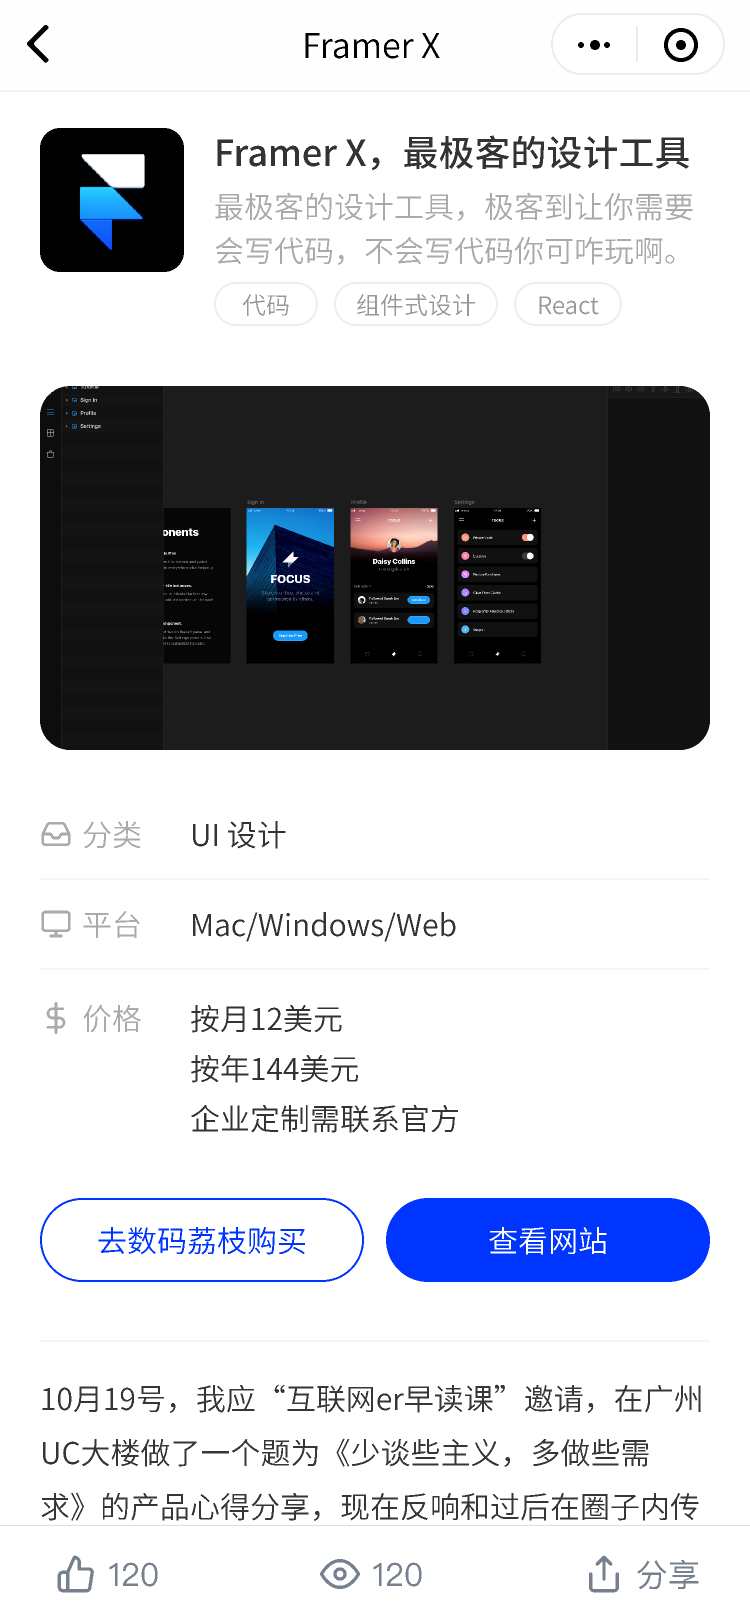 Framer X
Framer X，最极客的设计工具
最极客的设计工具，极客到让你需要
会写代码，不会写代码你可咋玩啊。
代码 组件式设计 React
Tutorial
Sign In
Profile
Settings
Sign In
Profile
Settings
onents
FOCUS
FOCUS
Daisy Collins
FOCUS
分类 UI 设计
平台 Mac/Windows/Web
价格 按月12美元
按年144美元
企业定制需联系官方
去数码荔枝购买 查看网站
10月19号，我应“互联网er早读课”邀请，在广州
UC大楼做了一个题为《少谈些主义，多做些需
求》的产品心得分享，现在反响和过后在圈子内传
120 120 分享